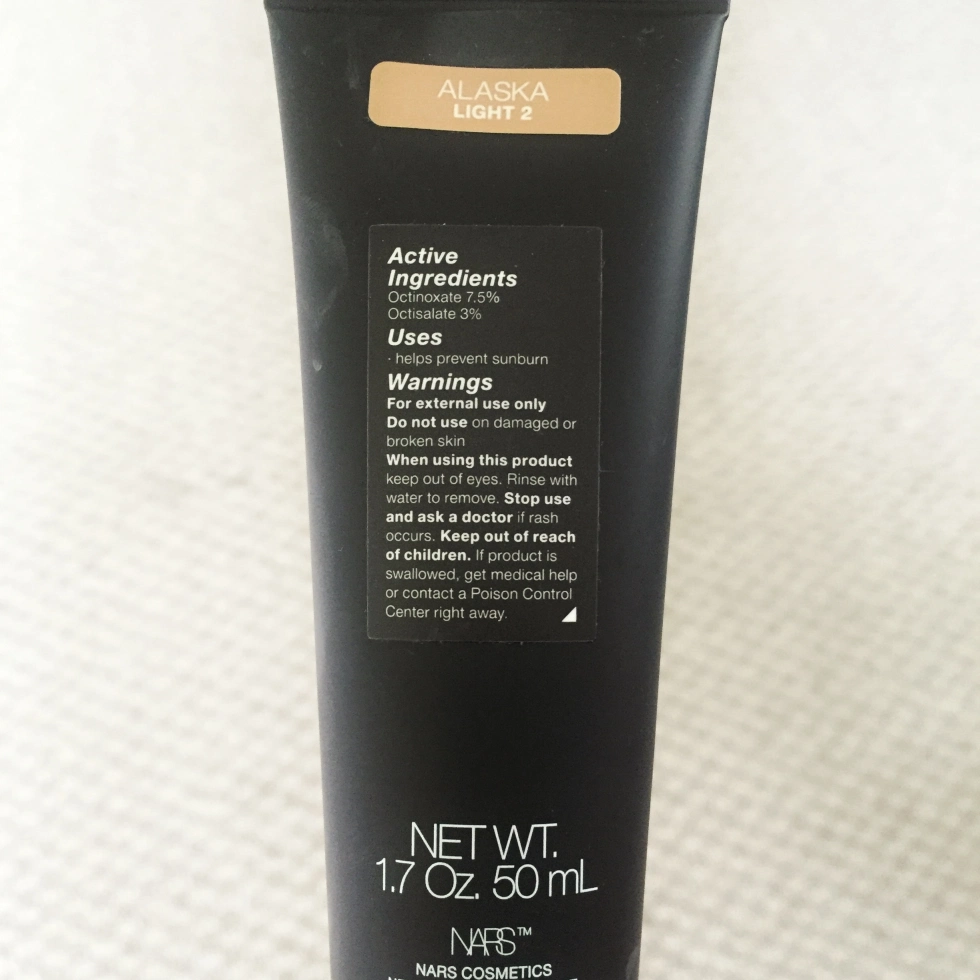 ALASKA
LIGHT 2
Active
Ingredients
Octinoxate 7.5%
Octisalate 3%
Uses
· helps prevent sunburn
Warnings
For external use only
Do not use on damaged or
broken skin
When using this product
keep out of eyes. Rinse with
water to remove. Stop use
and ask a doctor if rash
occurs. Keep out of reach
of children. If product is
swallowed, get medical help
or contact a Poison Control
Center right away.
NET WT.
1.7 Oz. 50 mL
NARS™
NARS COSMETICS